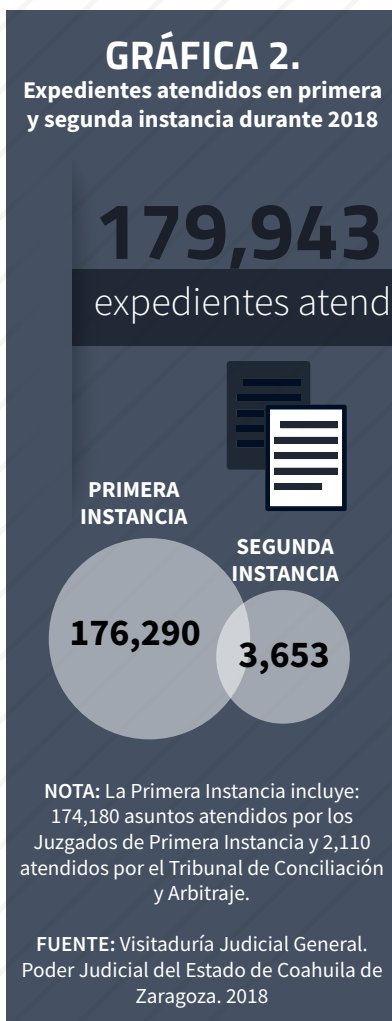 GRÁFICA 2.
Expedientes atendidos en primera
y segunda instancia durante 2018
179,943
expedientes atend
PRIMERA
INSTANCIA
176,290
SEGUNDA
INSTANCIA
3,653
NOTA: La Primera Instancia incluye:
174,180 asuntos atendidos por los
Juzgados de Primera Instancia y 2,110
atendidos por el Tribunal de Conciliación
y Arbitraje.
FUENTE: Visitaduría Judicial General.
Poder Judicial del Estado de Coahuila de
Zaragoza. 2018